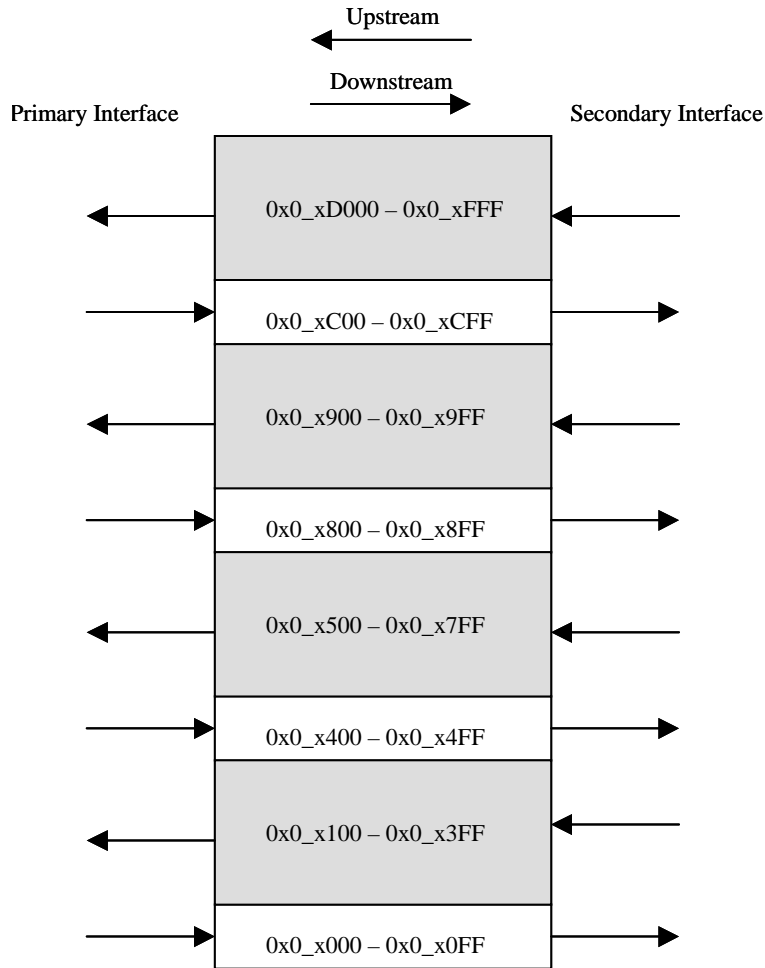 Upstream
Downstream
Primary Interface
Secondary Interface
0x0_xD000 – 0x0_xFFF
0x0_xC00 – 0x0_xCFF
0x0_x900 – 0x0_x9FF
0x0_x800 – 0x0_x8FF
0x0_x500 – 0x0_x7FF
0x0_x400 – 0x0_x4FF
0x0_x100 – 0x0_x3FF
0x0_x000 – 0x0_x0FF